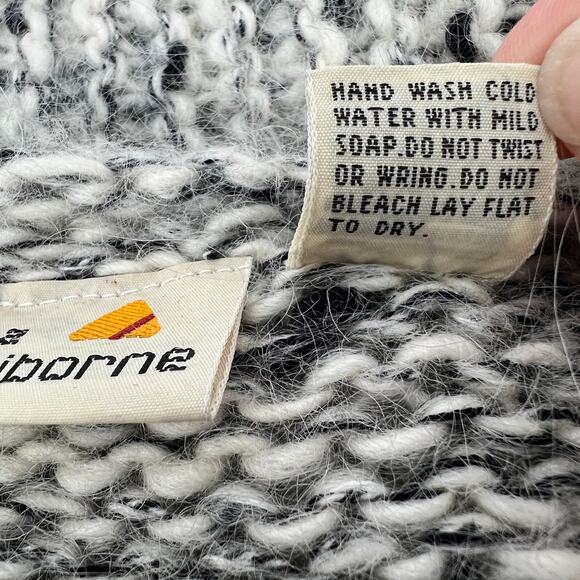 HAND WASH COLD
WATER WITH MILD
SOAP.DO NOT TWIST
OR WRING.DO NOT
BLEACH LAY FLAT
TO DRY.
iborne